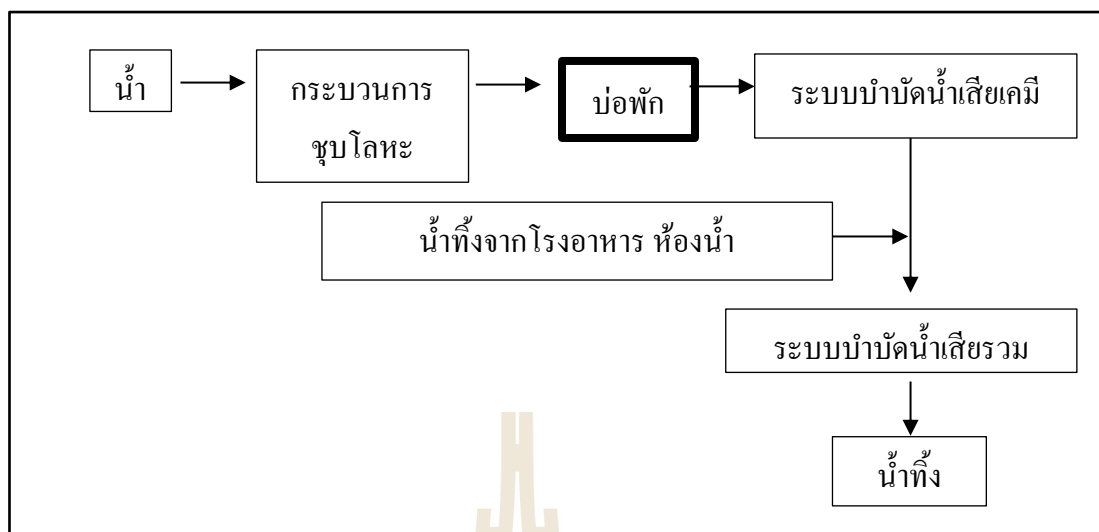 น้ำ
กระบวนการ
ชุบโลหะ
บ่อพัก
ระบบบำบัดน้ำเสียเคมี
น้ำทิ้งจากโรงอาหาร ห้องน้ำ
ระบบบำบัดน้ำเสียรวม
น้ำทิ้ง